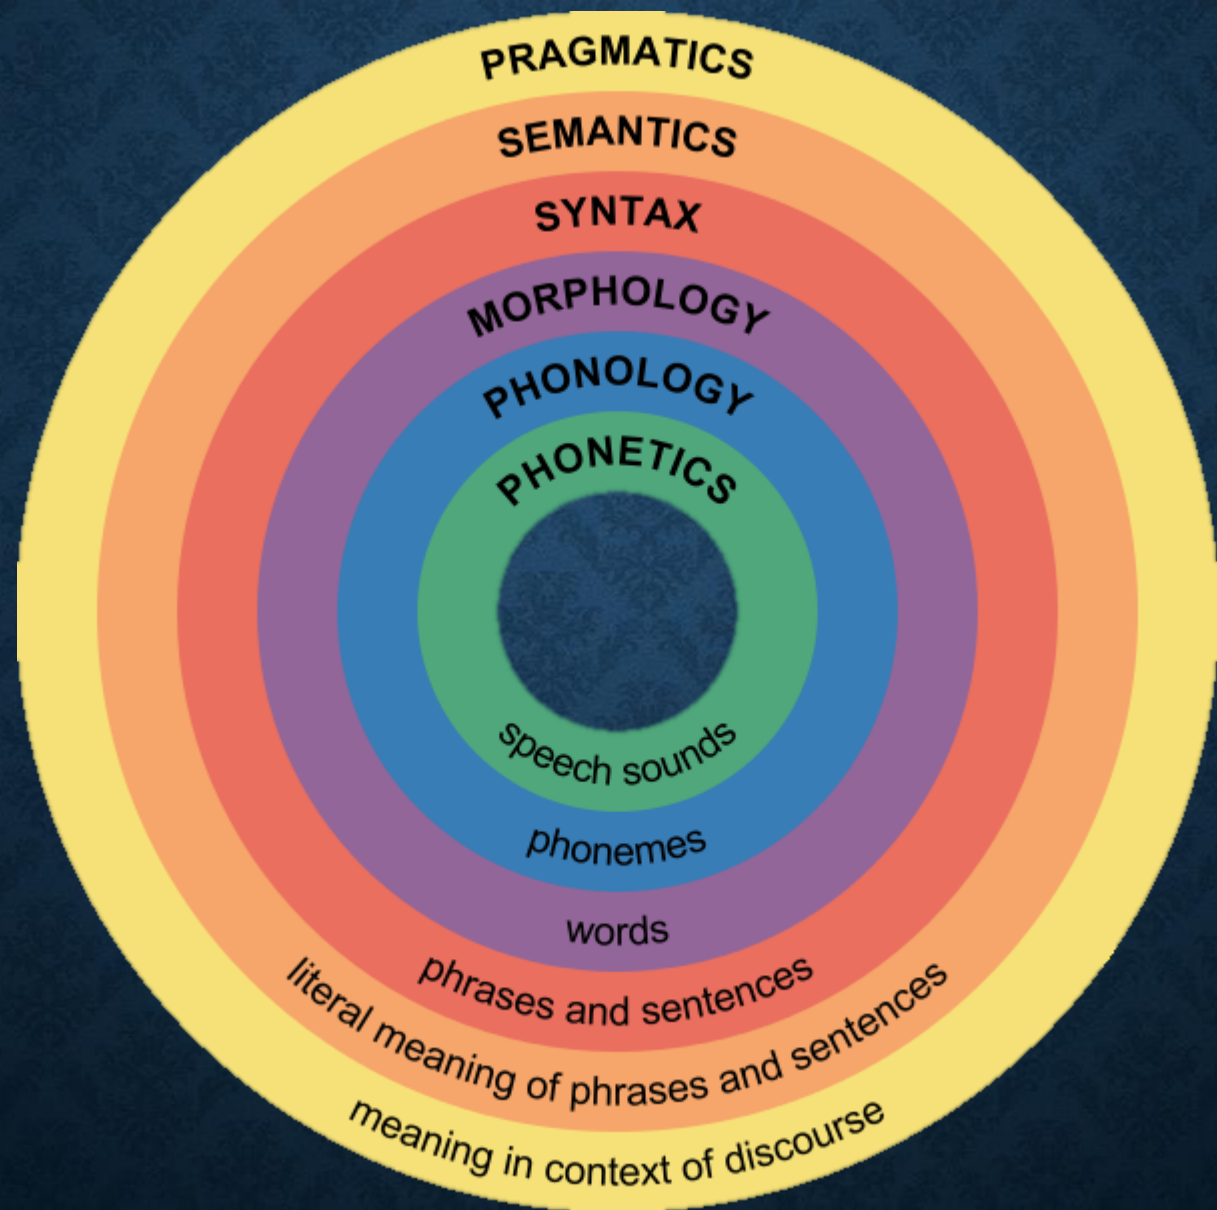 PRAGMATICS
SEMANTICS
SYNTAX
MORPHOLOGY
PHONOLOGY
PHONETICS
speech sounds
phonemes
words
phrases and sentences
literal meaning of phrases and sentences
meaning in context of discourse